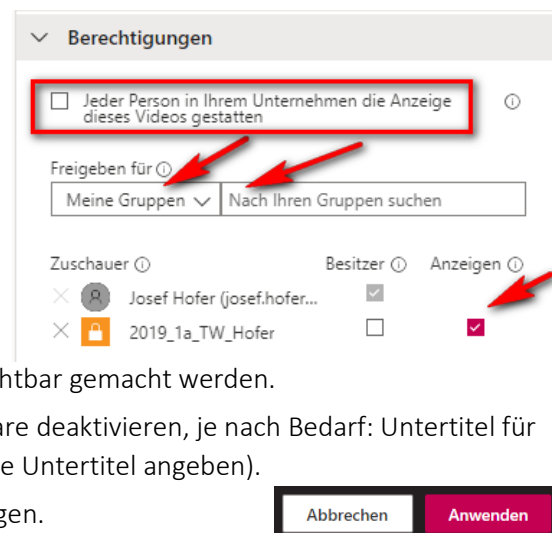 Berechtigungen
Jeder Person in Ihrem Unternehmen die Anzeige
dieses Videos gestatten
Freigeben für
Meine Gruppen Nach Ihren Gruppen suchen
Zuschauer Besitzer Anzeigen
Josef Hofer (josef.hofer...
2019_1a_TW_Hofer
htbar gemacht werden.
are deaktivieren, je nach Bedarf: Untertitel für
e Untertitel angeben).
gen.
Abbrechen Anwenden